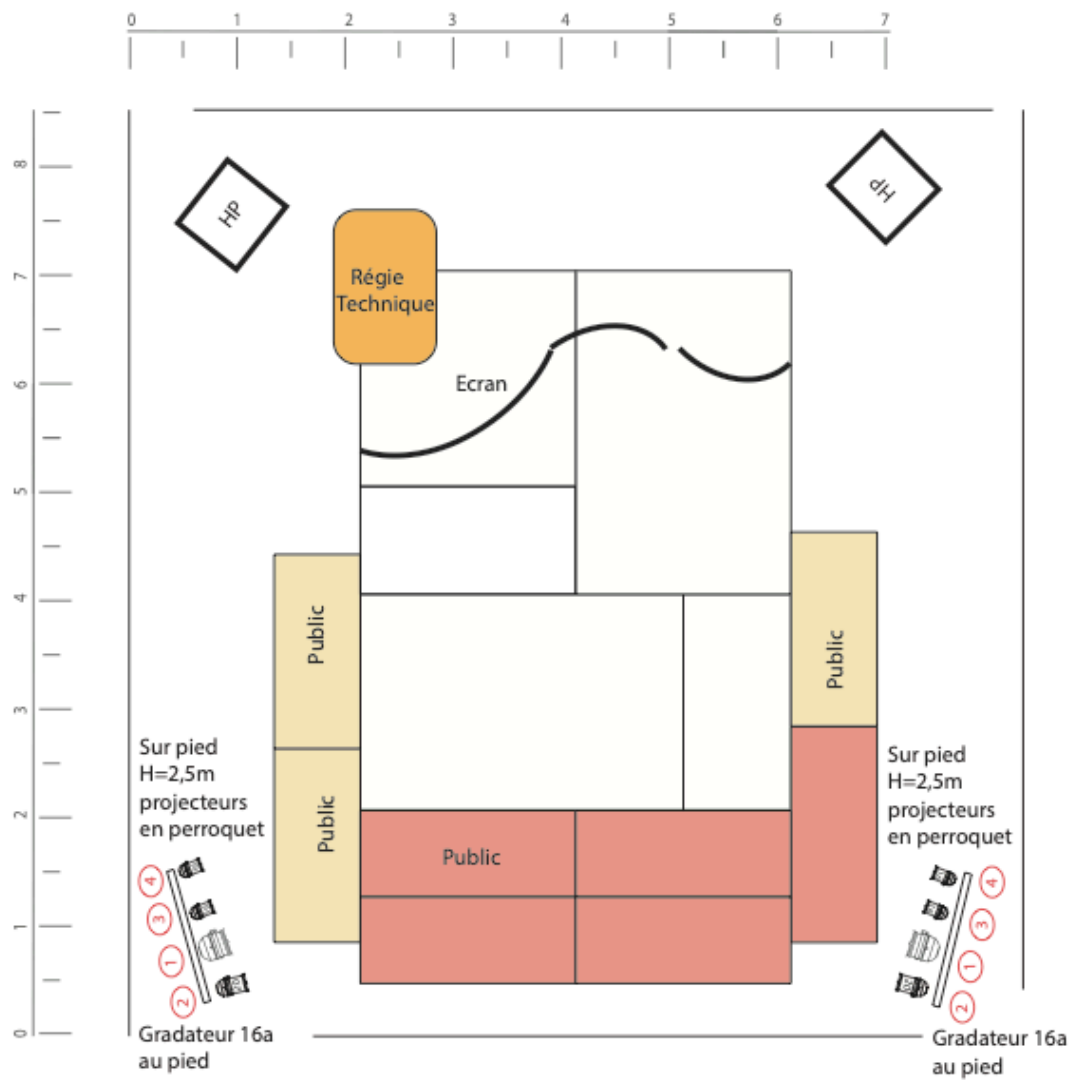 0 1 2 3 4 5 6 7
8
7
6
5
4
3
2
1
0
HP
HP
Régie
Technique
Ecran
Public
Public
Public
Public
Sur pied
H=2,5m
projecteurs
en perroquet
4
3
1
2
Gradateur 16a
au pied
Sur pied
H=2,5m
projecteurs
en perroquet
4
3
1
2
Gradateur 16a
au pied